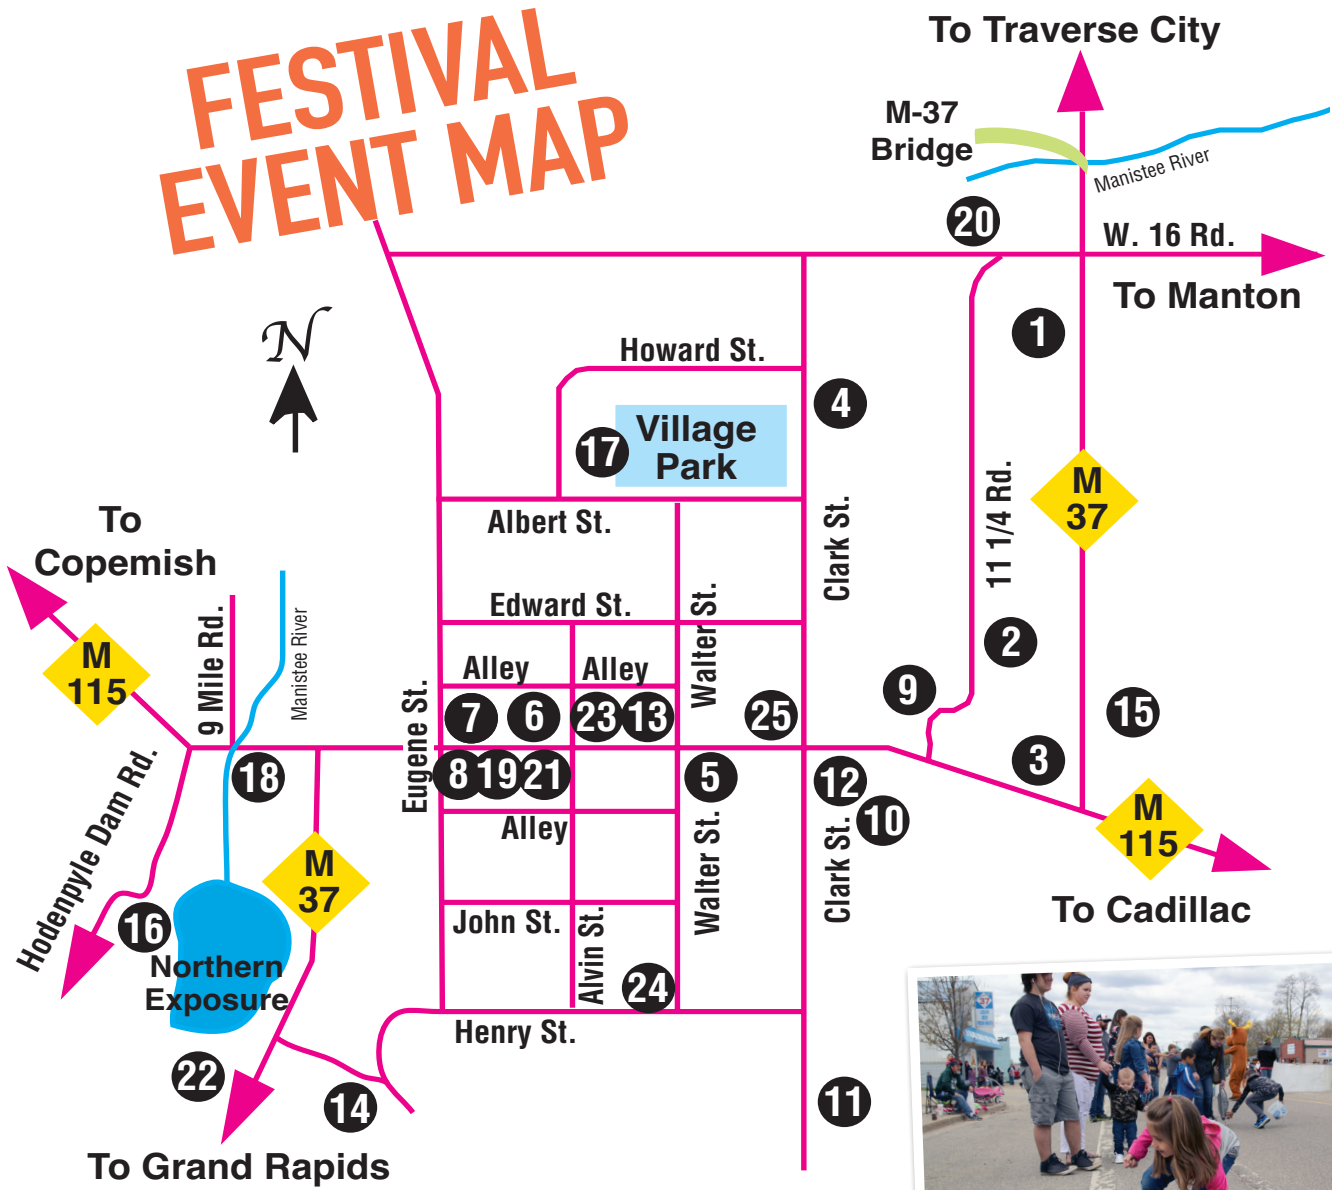 FESTIVAL
EVENT MAP
To Traverse City
M-37
Bridge
Manistee River
20
W. 16 Rd.
To Manton
N
1
Howard St.
4
17
Village
Park
M
37
11 1/4 Rd.
Albert St.
Clark St.
To
Copemish
Edward St.
Walter St.
9 Mile Rd.
Manistee River
M
115
Alley
Alley
2
9
Eugene St.
7
6
23
13
25
15
18
8
19
21
5
12
3
Hodenpyle Dam Rd.
Alley
10
M
115
M
37
Walter St.
Clark St.
To Cadillac
16
John St.
Alvin St.
Northern
Exposure
24
Henry St.
22
14
11
To Grand Rapids
37